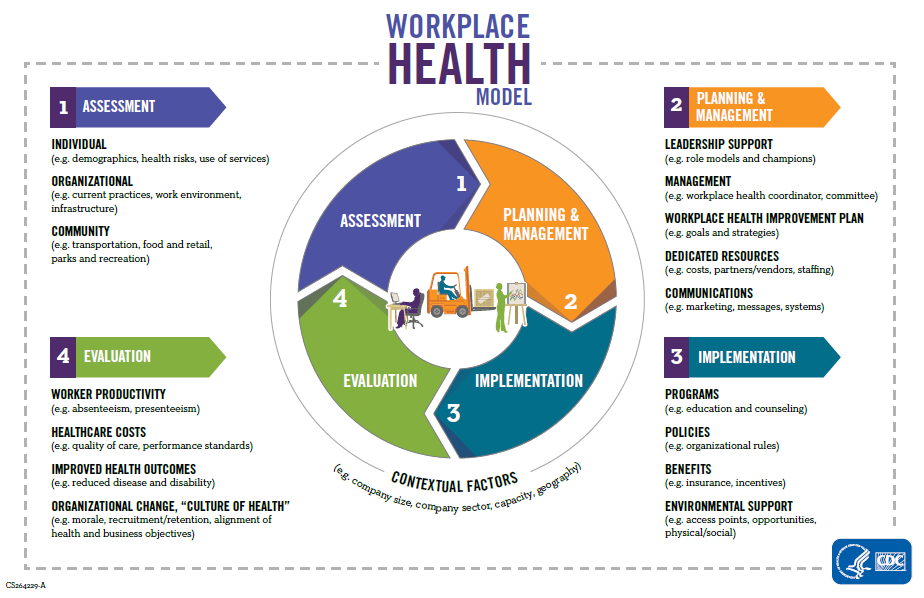 WORKPLACE
HEALTH
MODEL
1 ASSESSMENT
INDIVIDUAL
(e.g. demographics, health risks, use of services)
ORGANIZATIONAL
(e.g. current practices, work environment,
infrastructure)
COMMUNITY
(e.g. transportation, food and retail,
parks and recreation)
2 PLANNING &
MANAGEMENT
LEADERSHIP SUPPORT
(e.g. role models and champions)
MANAGEMENT
(e.g. workplace health coordinator, committee)
WORKPLACE HEALTH IMPROVEMENT PLAN
(e.g. goals and strategies)
DEDICATED RESOURCES
(e.g. costs, partners/vendors, staffing)
COMMUNICATIONS
(e.g. marketing, messages, systems)
1
ASSESSMENT
PLANNING &
MANAGEMENT
2
4
EVALUATION
IMPLEMENTATION
3
CONTEXTUAL FACTORS
(e.g. company size, company sector, capacity, geography)
4 EVALUATION
WORKER PRODUCTIVITY
(e.g. absenteeism, presenteeism)
HEALTHCARE COSTS
(e.g. quality of care, performance standards)
IMPROVED HEALTH OUTCOMES
(e.g. reduced disease and disability)
ORGANIZATIONAL CHANGE, “CULTURE OF HEALTH”
(e.g. morale, recruitment/retention, alignment of
health and business objectives)
3 IMPLEMENTATION
PROGRAMS
(e.g. education and counseling)
POLICIES
(e.g. organizational rules)
BENEFITS
(e.g. insurance, incentives)
ENVIRONMENTAL SUPPORT
(e.g. access points, opportunities,
physical/social)
CDC
CS264229-A